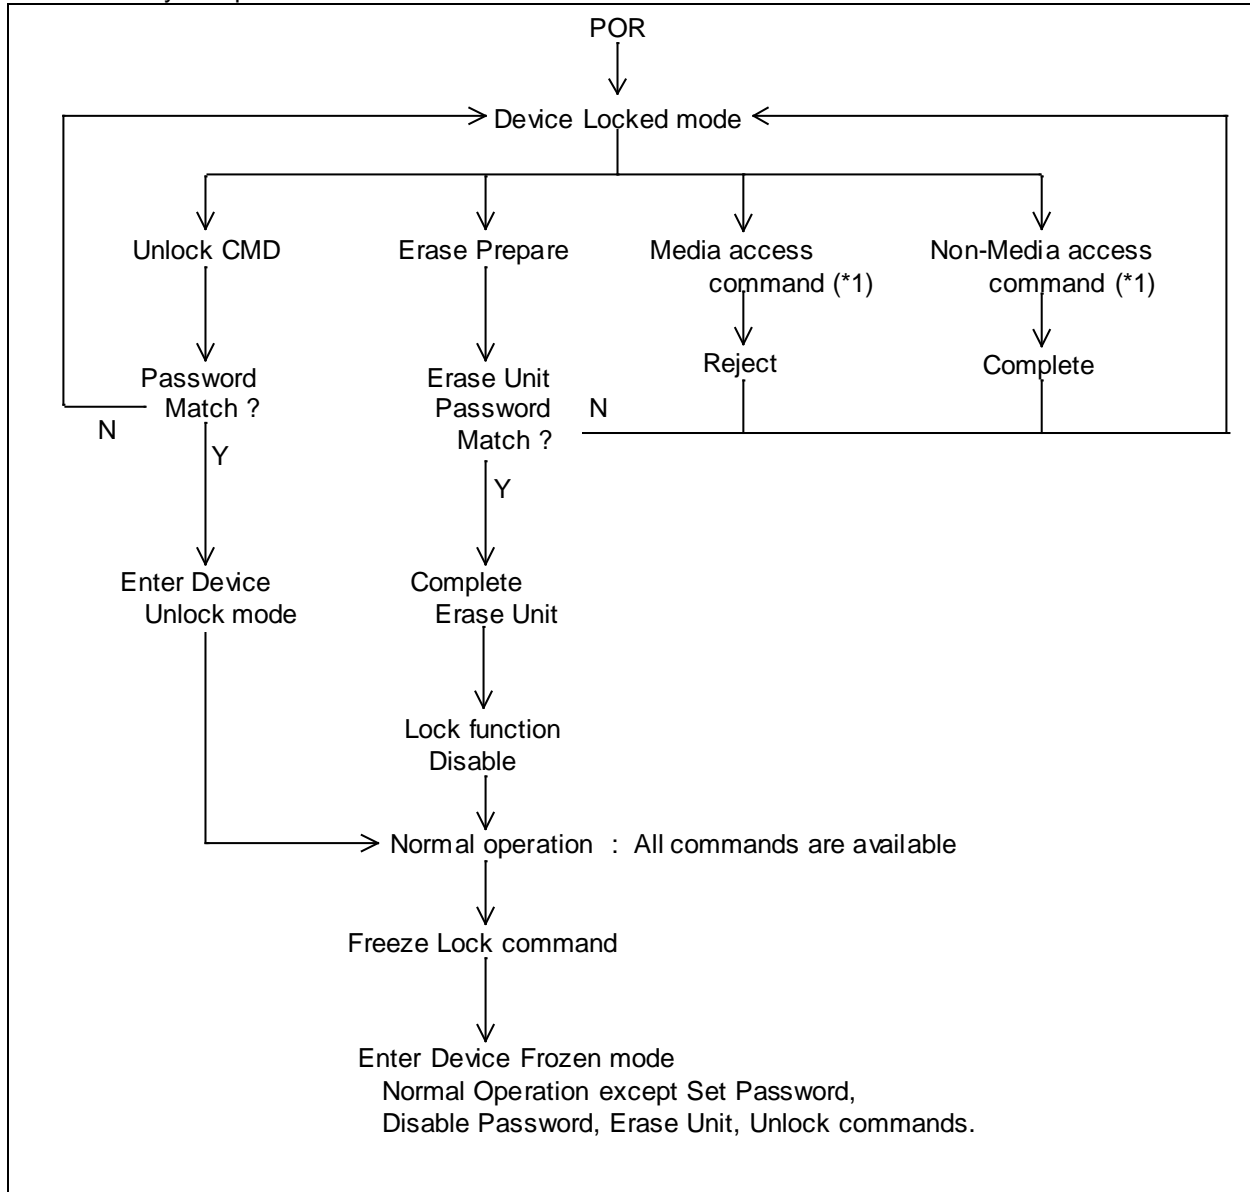 POR
Device Locked mode
Unlock CMD
Erase Prepare
Media access
command (*1)
Non-Media access
command (*1)
Password
Match ?
N
Y
Erase Unit
Password
Match ?
N
Y
Reject
Complete
Enter Device
Unlock mode
Complete
Erase Unit
Lock function
Disable
Normal operation : All commands are available
Freeze Lock command
Enter Device Frozen mode
Normal Operation except Set Password,
Disable Password, Erase Unit, Unlock commands.